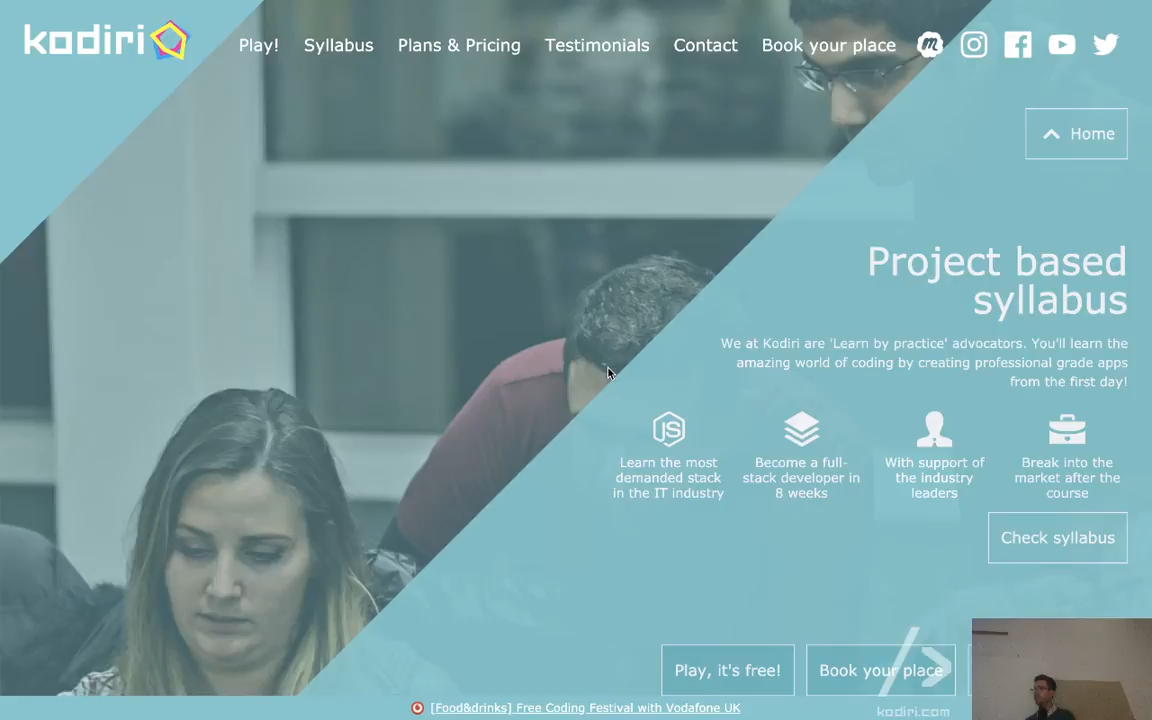 kodiri
Play! Syllabus Plans & Pricing Testimonials Contact Book your place
Home
Project based
syllabus
We at Kodiri are 'Learn by practice' advocators. You'll learn the
amazing world of coding by creating professional grade apps
from the first day!
JS
Learn the most
demanded stack
in the IT industry
Become a full-
stack developer in
8 weeks
With support of
the industry
leaders
Break into the
market after the
course
Check syllabus
Play, it's free!
Book your place
[Food&drinks] Free Coding Festival with Vodafone UK
kodiri.com